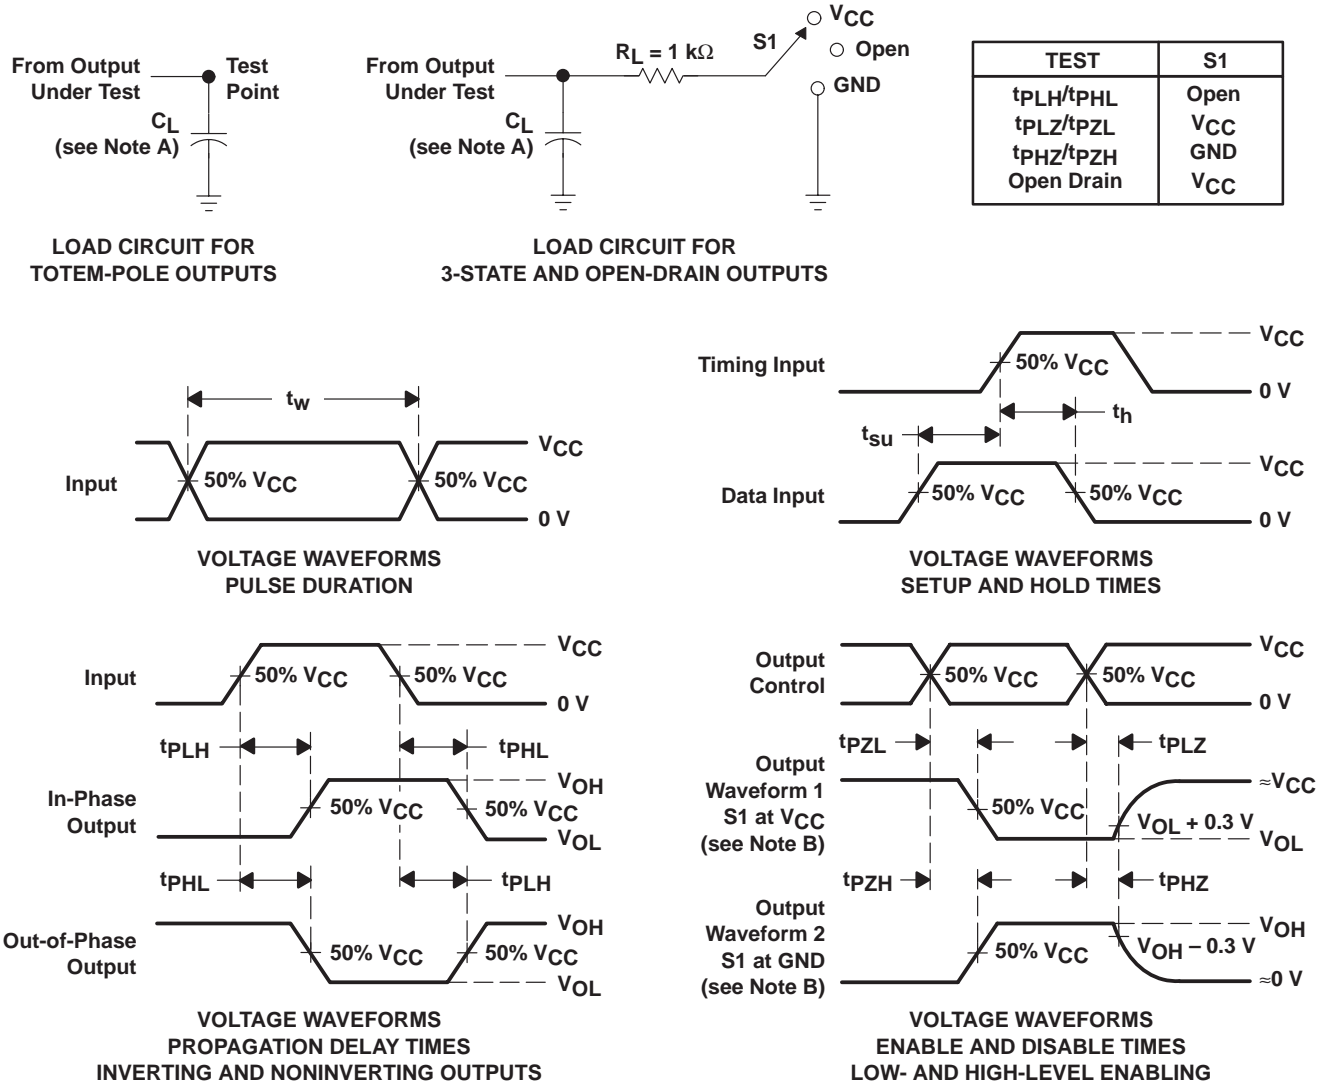 From Output
Under Test
Test
Point
CL
(see Note A)
LOAD CIRCUIT FOR
TOTEM-POLE OUTPUTS
From Output
Under Test
RL = 1 kΩ
S1
VCC
Open
GND
CL
(see Note A)
LOAD CIRCUIT FOR
3-STATE AND OPEN-DRAIN OUTPUTS
TEST S1
tPLH/tPHL Open
tPLZ/tPZL VCC
tPHZ/tPZH GND
Open Drain VCC
tw
VCC
Input 50% VCC 50% VCC
0 V
VOLTAGE WAVEFORMS
PULSE DURATION
VCC
Timing Input 50% VCC
0 V
th
tsu
VCC
Data Input 50% VCC 50% VCC
0 V
VOLTAGE WAVEFORMS
SETUP AND HOLD TIMES
VCC
Input 50% VCC 50% VCC
0 V
tPLH tPHL
VOH
In-Phase
Output
50% VCC 50% VCC
VOL
tPHL tPLH
VOH
Out-of-Phase
Output
50% VCC 50% VCC
VOL
VOLTAGE WAVEFORMS
PROPAGATION DELAY TIMES
INVERTING AND NONINVERTING OUTPUTS
VCC
Output
Control
50% VCC 50% VCC
0 V
tPZL tPLZ
Output
Waveform 1
S1 at VCC
(see Note B)
≈VCC
50% VCC VOL + 0.3 V
VOL
tPZH tPHZ
Output
Waveform 2
S1 at GND
(see Note B)
VOH
50% VCC VOH − 0.3 V
≈0 V
VOLTAGE WAVEFORMS
ENABLE AND DISABLE TIMES
LOW- AND HIGH-LEVEL ENABLING